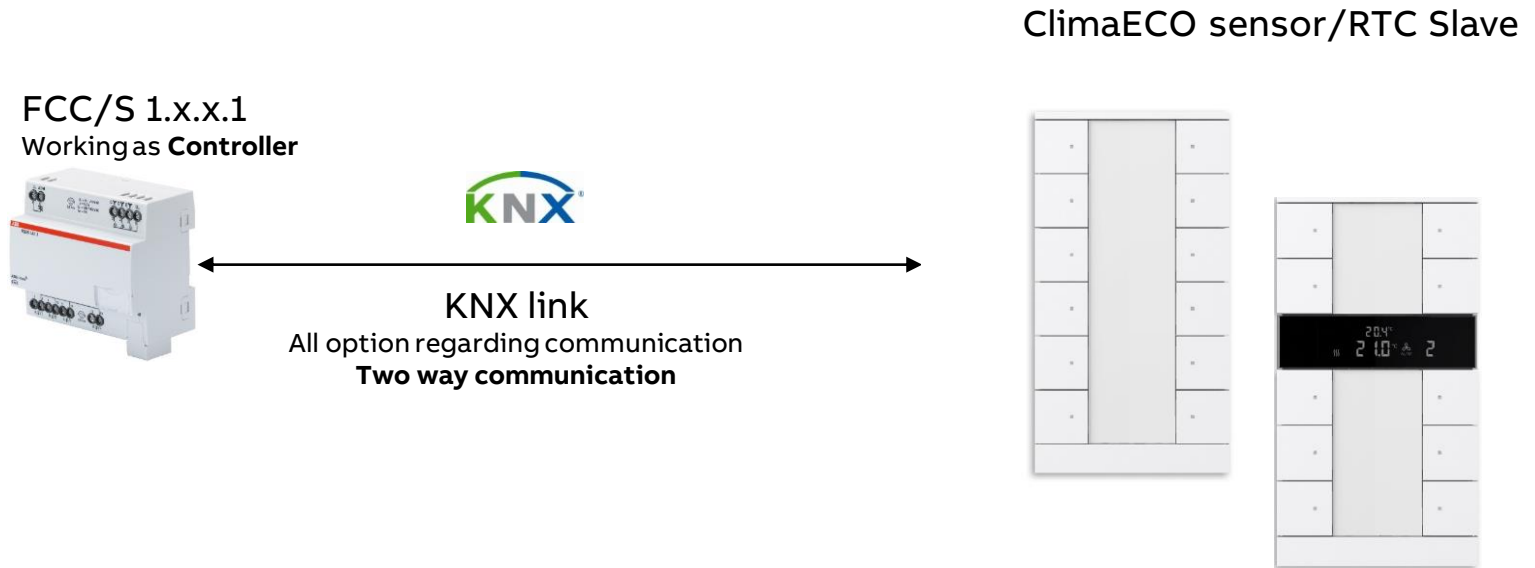 ClimaECO sensor/RTC Slave
FCC/S 1.x.x.1
Working as Controller
KNX
KNX link
All option regarding communication
Two way communication
20.4°C
21.0°C 2